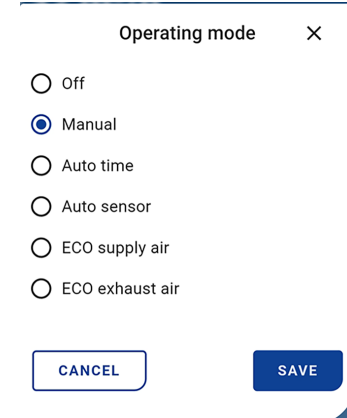 Operating mode
Off
Manual
Auto time
Auto sensor
ECO supply air
ECO exhaust air
CANCEL
SAVE